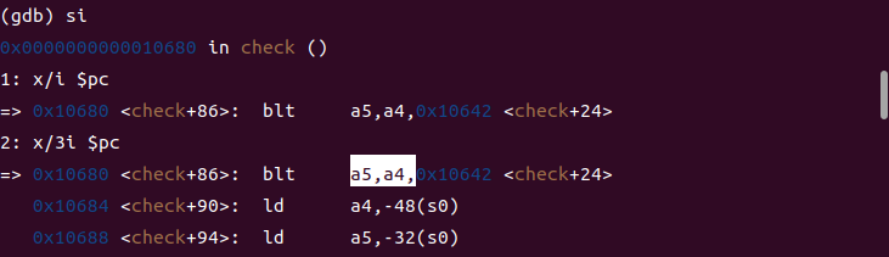 (gdb) si
0x0000000000010680 in check ()
1: x/i $pc
=> 0x10680 <check+86>: blt a5,a4,0x10642 <check+24>
2: x/3i $pc
=> 0x10680 <check+86>: blt a5,a4,0x10642 <check+24>
0x10684 <check+90>: ld a4,-48(s0)
0x10688 <check+94>: ld a5,-32(s0)